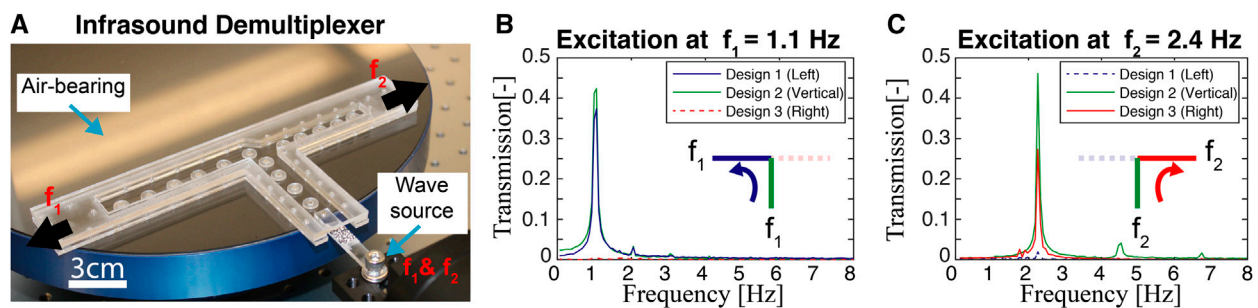 A Infrasound Demultiplexer
Air-bearing
f2
f1
Wave
source
f1 & f2
3cm
B Excitation at f1 = 1.1 Hz
Design 1 (Left)
Design 2 (Vertical)
Design 3 (Right)
Transmission[-]
0.5
0.4
0.3
0.2
0.1
0
f1
f1
0 1 2 3 4 5 6 7 8
Frequency [Hz]
C Excitation at f2 = 2.4 Hz
Design 1 (Left)
Design 2 (Vertical)
Design 3 (Right)
Transmission[-]
0.5
0.4
0.3
0.2
0.1
0
f2
f2
0 1 2 3 4 5 6 7 8
Frequency [Hz]